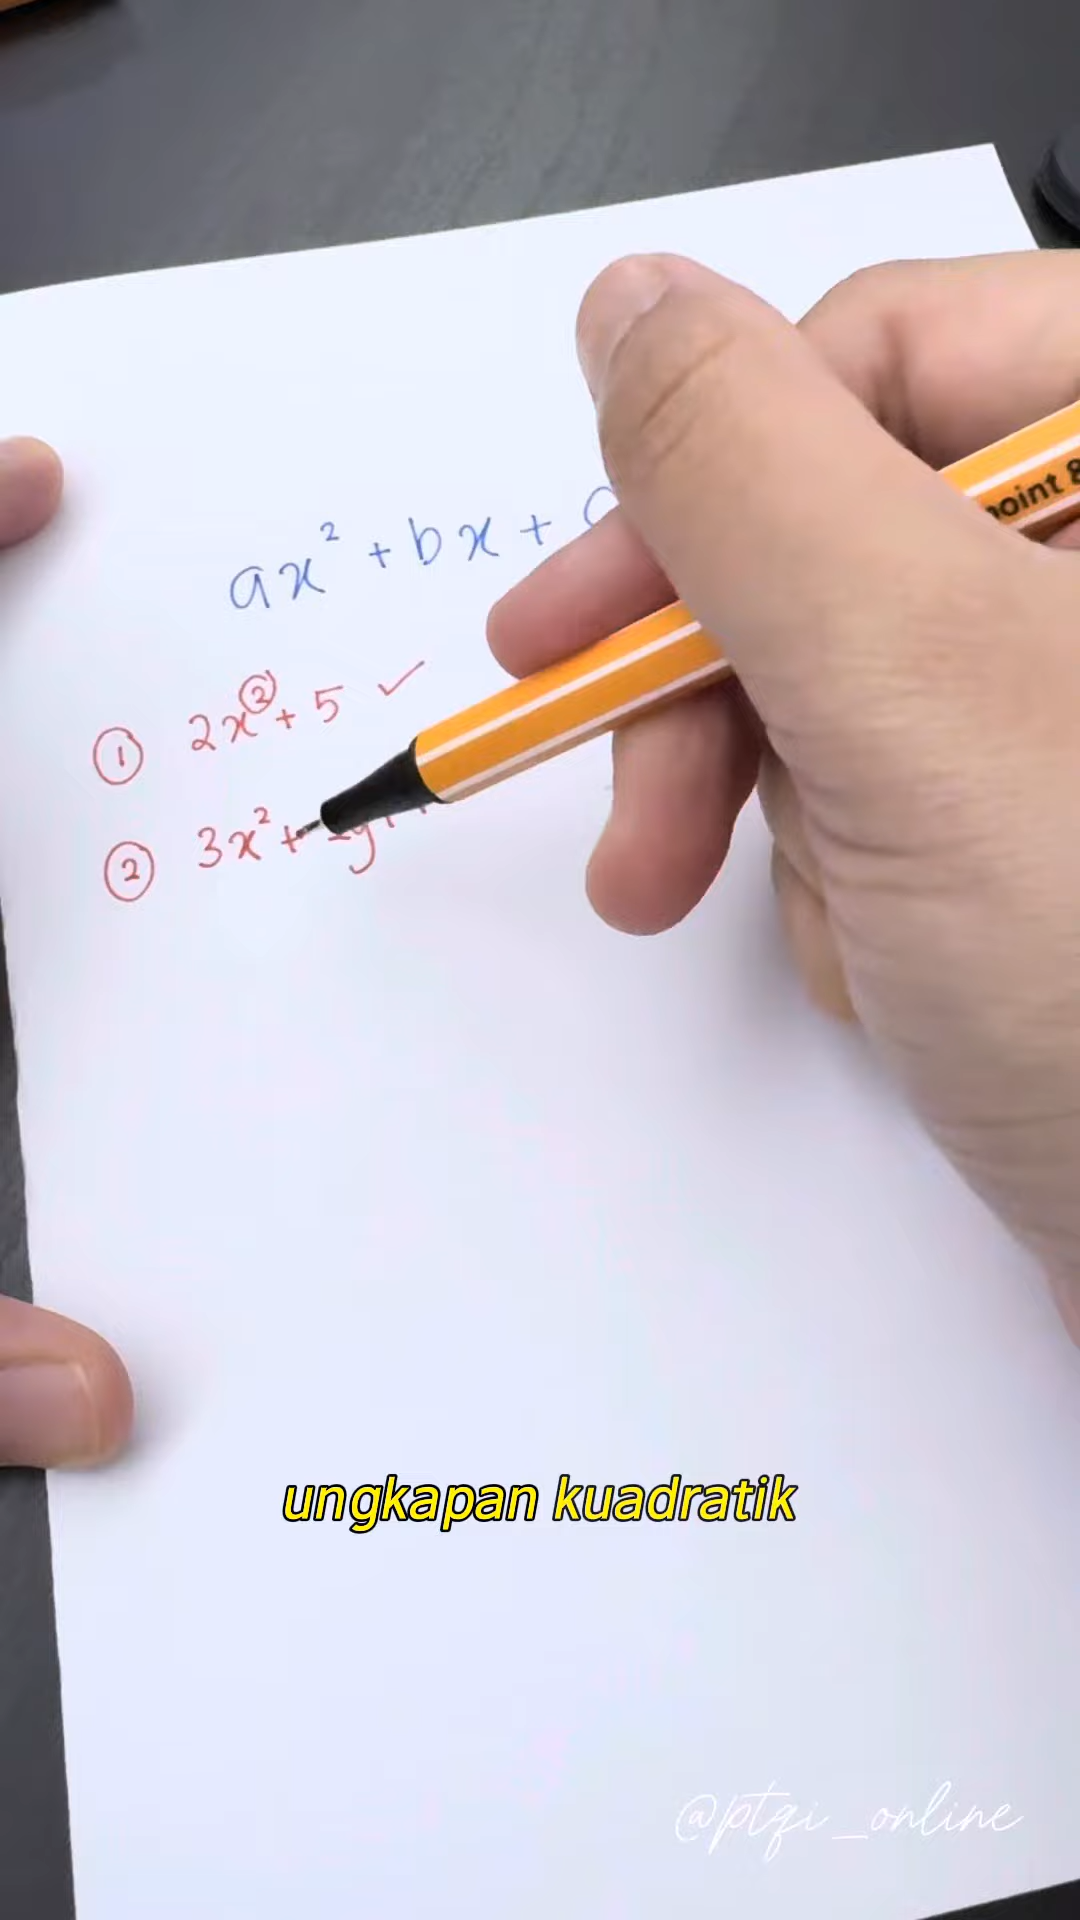 ax² + bx +
① 2x² + 5 ✓
② 3x² + y
point 8
ungkapan kuadratik
@ptqi_online